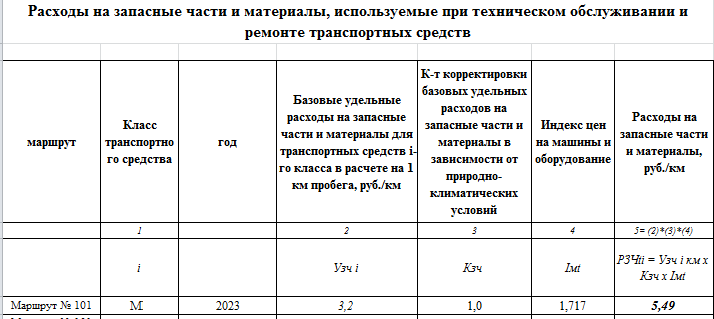 Расходы на запасные части и материалы, используемые при техническом обслуживании и
ремонте транспортных средств
маршрут
Класс
транспортно
го средства
год
Базовые удельные
расходы на запасные
части и материалы для
транспортных средств i-
го класса в расчете на 1
км пробега, руб./км
К-т корректировки
базовых удельных
расходов на
запасные части и
материалы в
зависимости от
природно-
климатических
условий
Индекс цен
на машины и
оборудование
Расходы на
запасные части
и материалы,
руб./км
1
2
3
4
5= (2)*(3)*(4)
i
Узч i
Кзч
Iмt
РЗЧti = Узч i км х
Кзч х Iмt
Маршрут № 101
М
2023
3,2
1,0
1,717
5,49